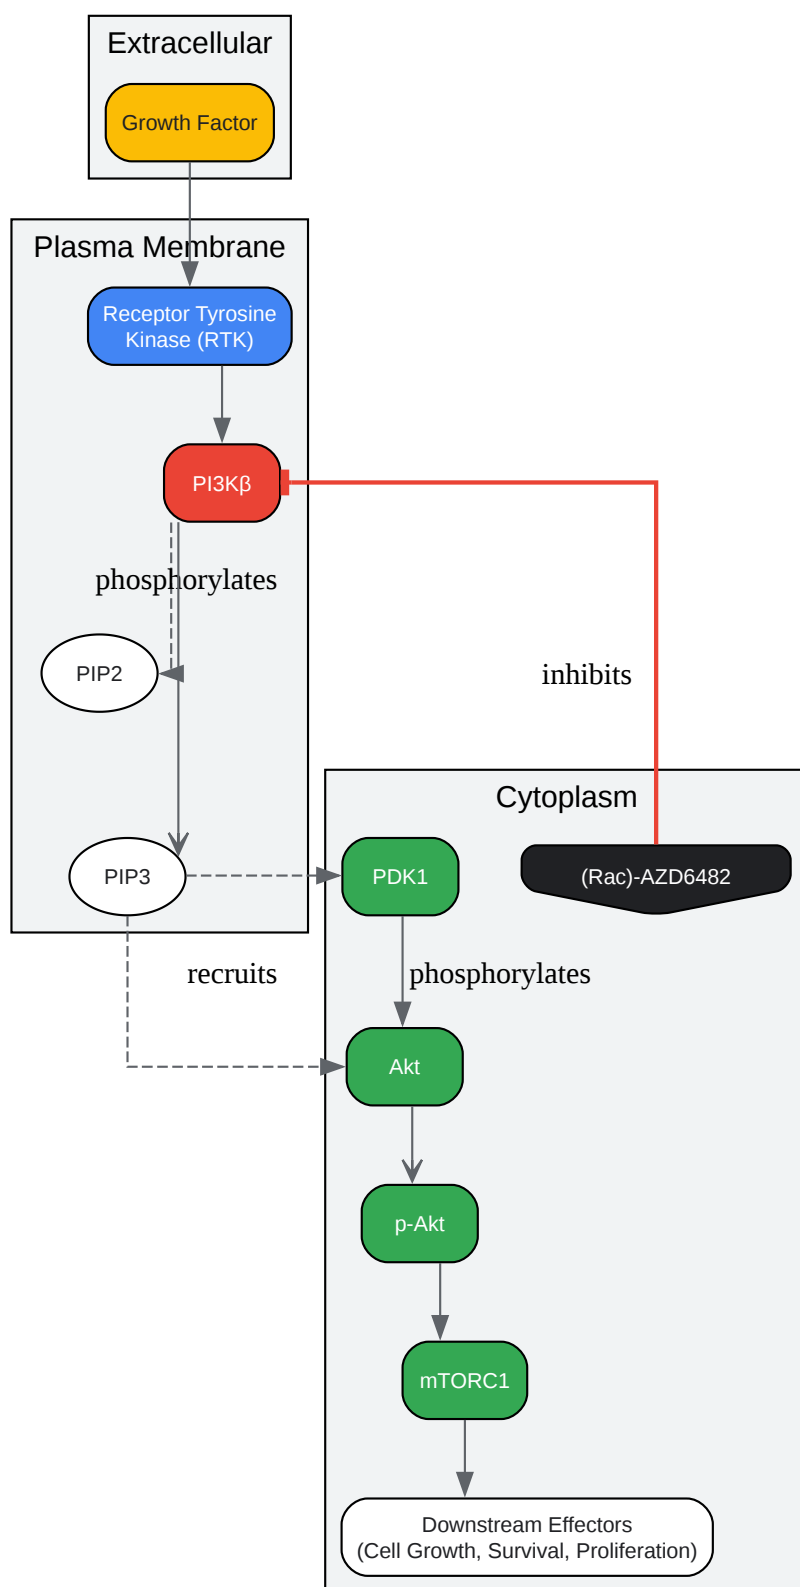 Extracellular
Growth Factor
Plasma Membrane
Receptor Tyrosine
Kinase (RTK)
PI3Kβ
phosphorylates
PIP2
inhibits
Cytoplasm
PIP3
PDK1
(Rac)-AZD6482
recruits
phosphorylates
Akt
p-Akt
mTORC1
Downstream Effectors
(Cell Growth, Survival, Proliferation)